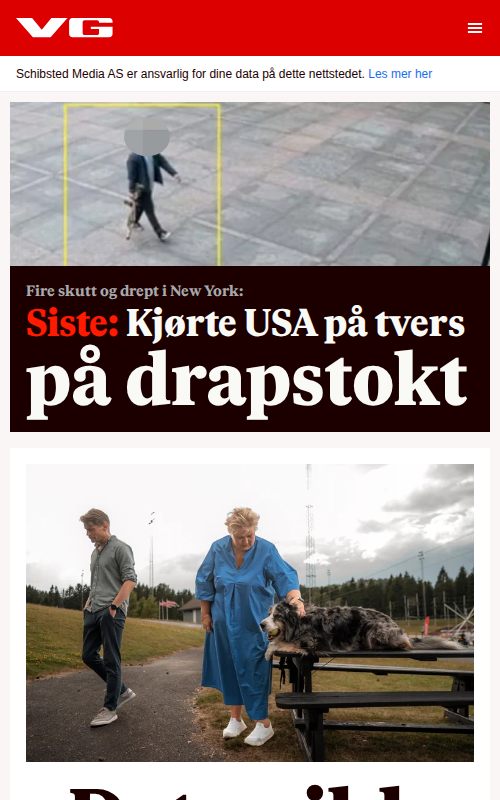 VG
Schibsted Media AS er ansvarlig for dine data på dette nettstedet. Les mer her
Fire skutt og drept i New York:
Siste: Kjørte USA på tvers
på drapstokt